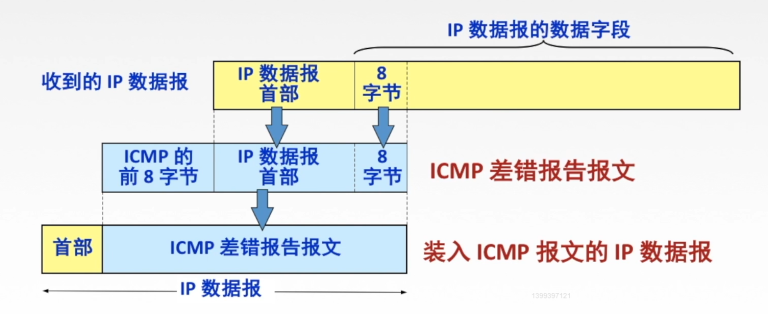 IP 数据报的数据字段
收到的 IP 数据报
IP 数据报
首部
8
字节
ICMP 的
前 8 字节
IP 数据报
首部
8
字节
ICMP 差错报告报文
首部
ICMP 差错报告报文
装入 ICMP 报文的 IP 数据报
IP 数据报